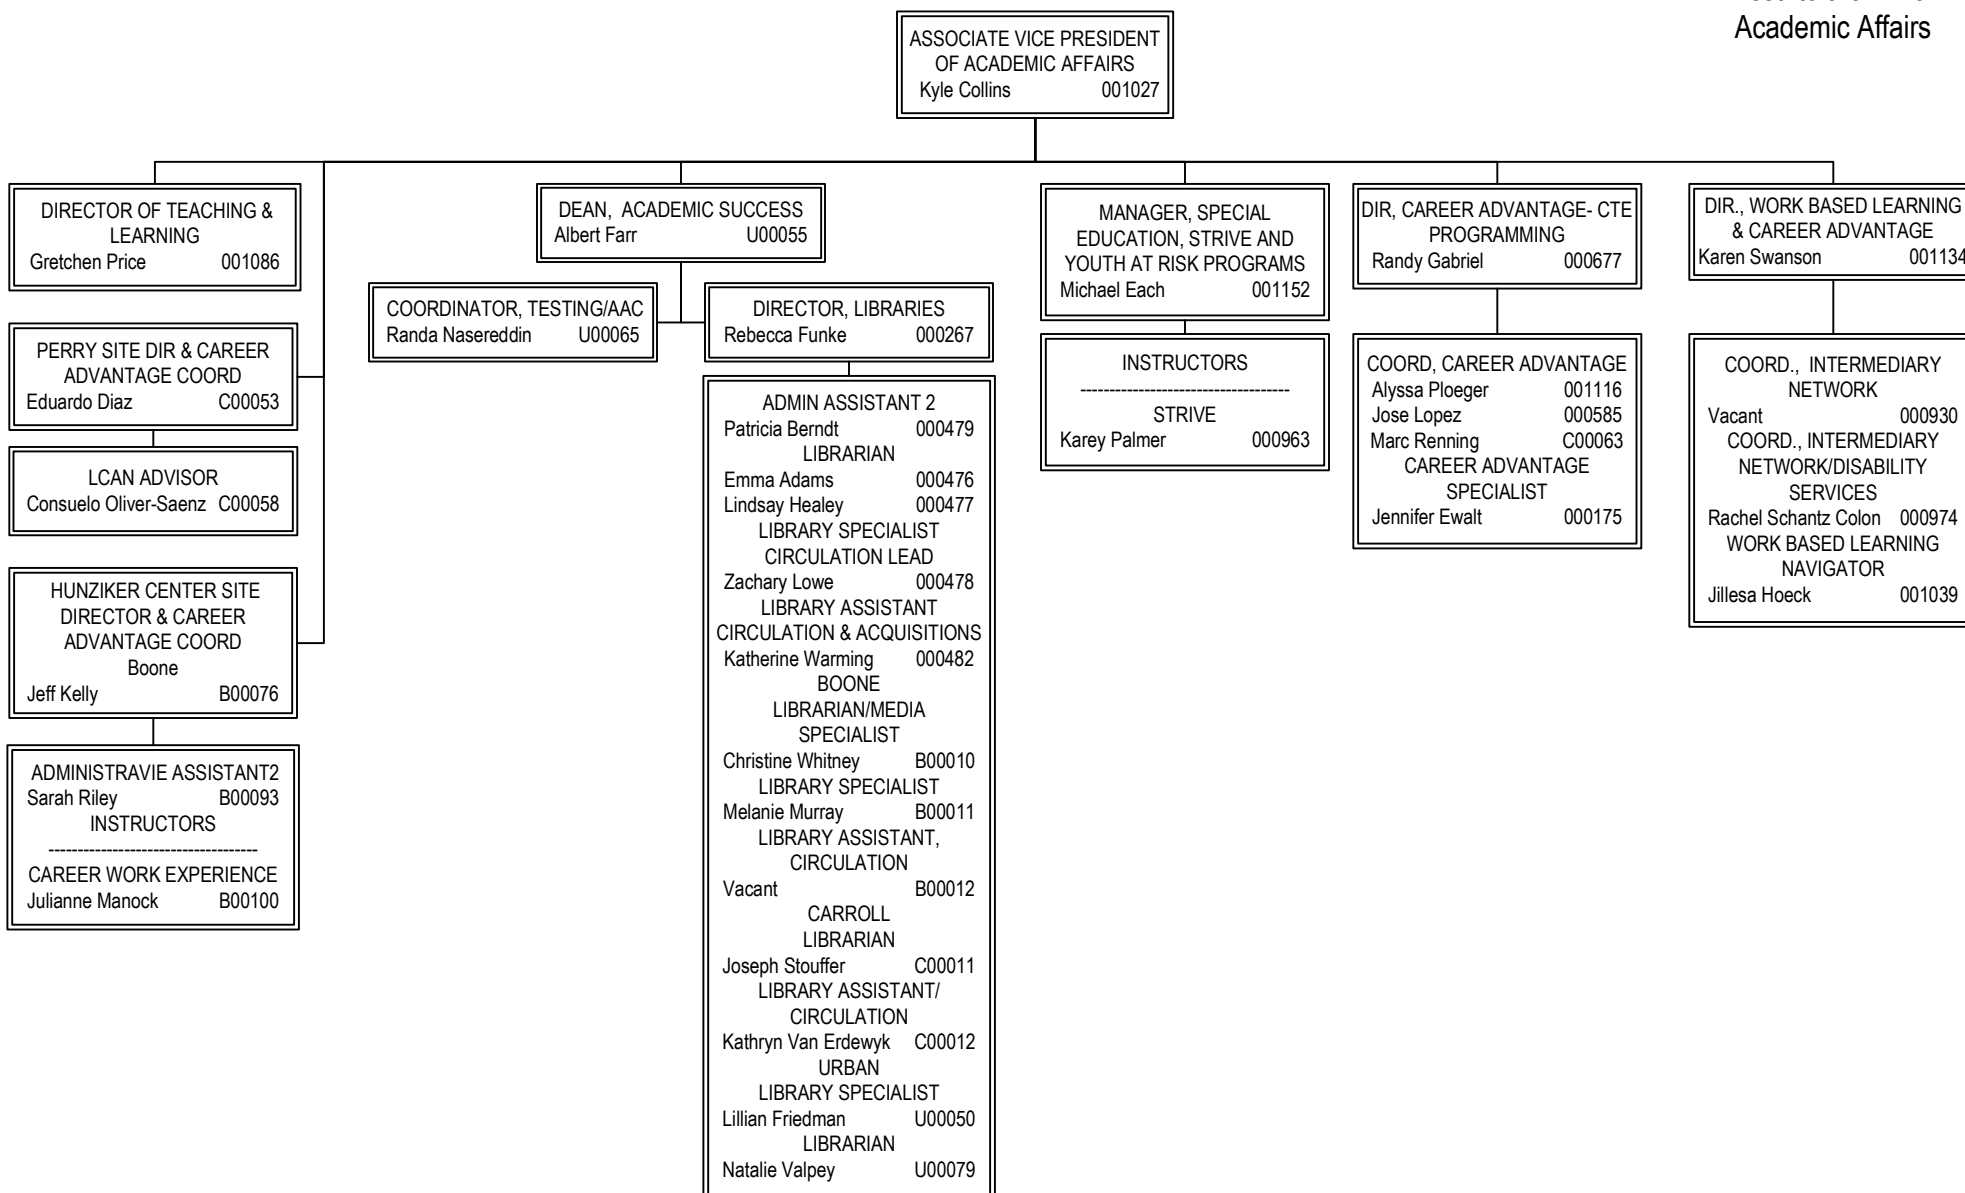 Academic Affairs
ASSOCIATE VICE PRESIDENT
OF ACADEMIC AFFAIRS
Kyle Collins 001027
DIRECTOR OF TEACHING &
LEARNING
Gretchen Price 001086
PERRY SITE DIR & CAREER
ADVANTAGE COORD
Eduardo Diaz C00053
LCAN ADVISOR
Consuelo Oliver-Saenz C00058
HUNZIKER CENTER SITE
DIRECTOR & CAREER
ADVANTAGE COORD
Boone
Jeff Kelly B00076
ADMINISTRAVIE ASSISTANT2
Sarah Riley B00093
INSTRUCTORS
------------------------------------
CAREER WORK EXPERIENCE
Julianne Manock B00100
DEAN, ACADEMIC SUCCESS
Albert Farr U00055
COORDINATOR, TESTING/AAC
Randa Nasereddin U00065
DIRECTOR, LIBRARIES
Rebecca Funke 000267
ADMIN ASSISTANT 2
Patricia Berndt 000479
LIBRARIAN
Emma Adams 000476
Lindsay Healey 000477
LIBRARY SPECIALIST
CIRCULATION LEAD
Zachary Lowe 000478
LIBRARY ASSISTANT
CIRCULATION & ACQUISITIONS
Katherine Warming 000482
BOONE
LIBRARIAN/MEDIA
SPECIALIST
Christine Whitney B00010
LIBRARY SPECIALIST
Melanie Murray B00011
LIBRARY ASSISTANT,
CIRCULATION
Vacant B00012
CARROLL
LIBRARIAN
Joseph Stouffer C00011
LIBRARY ASSISTANT/
CIRCULATION
Kathryn Van Erdewyk C00012
URBAN
LIBRARY SPECIALIST
Lillian Friedman U00050
LIBRARIAN
Natalie Valpey U00079
MANAGER, SPECIAL
EDUCATION, STRIVE AND
YOUTH AT RISK PROGRAMS
Michael Each 001152
INSTRUCTORS
------------------------------------
STRIVE
Karey Palmer 000963
DIR, CAREER ADVANTAGE- CTE
PROGRAMMING
Randy Gabriel 000677
COORD, CAREER ADVANTAGE
Alyssa Ploeger 001116
Jose Lopez 000585
Marc Renning C00063
CAREER ADVANTAGE
SPECIALIST
Jennifer Ewalt 000175
DIR., WORK BASED LEARNING
& CAREER ADVANTAGE
Karen Swanson 001134
COORD., INTERMEDIARY
NETWORK
Vacant 000930
COORD., INTERMEDIARY
NETWORK/DISABILITY
SERVICES
Rachel Schantz Colon 000974
WORK BASED LEARNING
NAVIGATOR
Jillesa Hoeck 001039